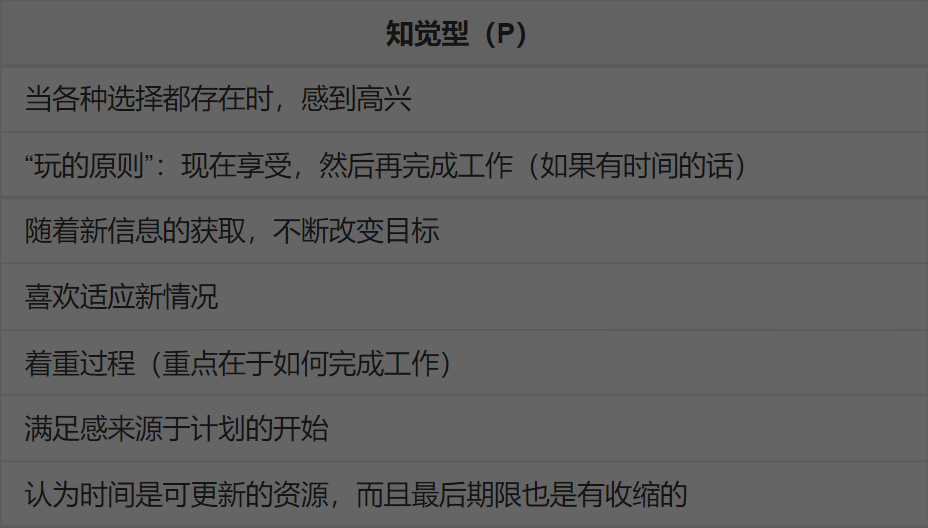 知觉型（P）
当各种选择都存在时，感到高兴
“玩的原则”：现在享受，然后再完成工作（如果有时间的话）
随着新信息的获取，不断改变目标
喜欢适应新情况
着重过程（重点在于如何完成工作）
满足感来源于计划的开始
认为时间是可更新的资源，而且最后期限也是有收缩的